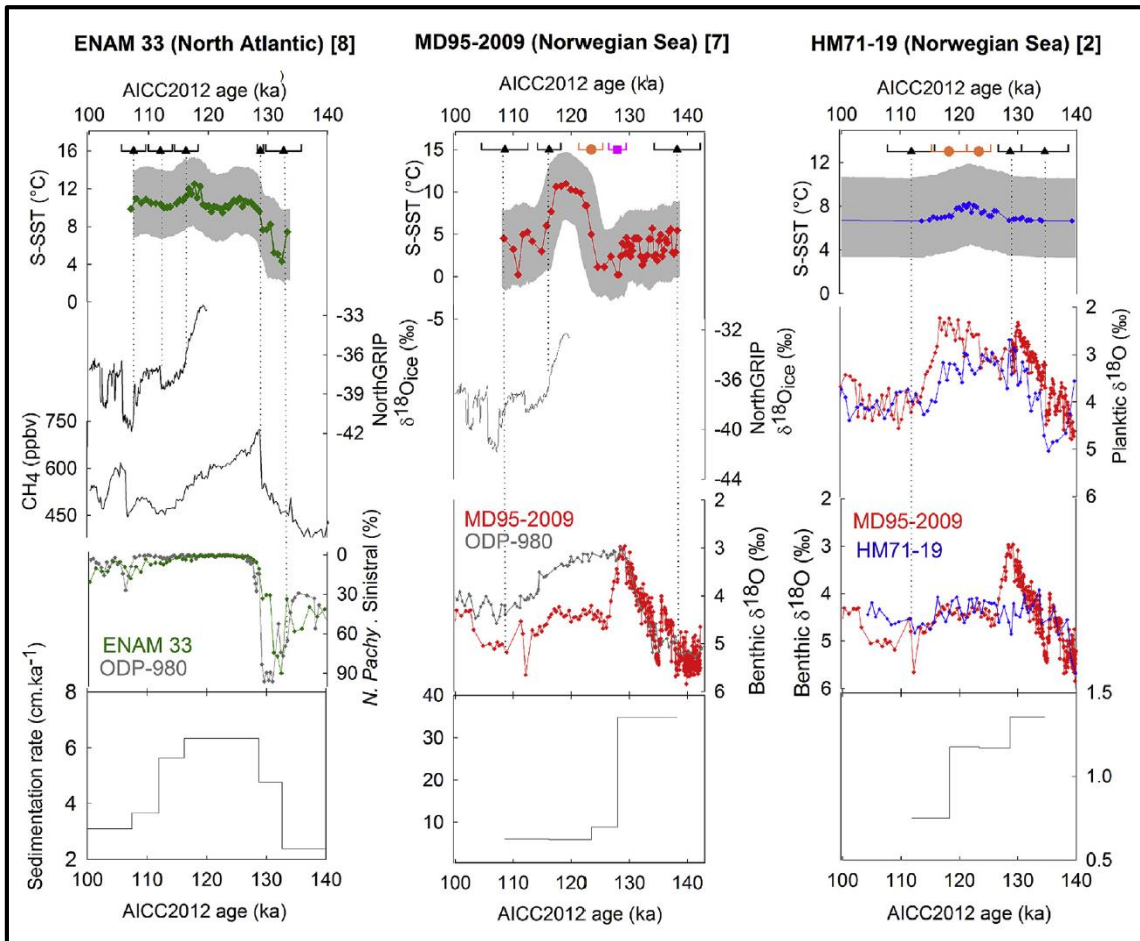 ENAM 33 (North Atlantic) [8]
AICC2012 age (ka)
100 110 120 130 140
16
12
8
4
0
S-SST (°C)
-33
-36
-39
-42
NorthGRIP
δ18Oice (‰)
750
600
450
CH4 (ppbv)
0
30
60
90
N. Pachy . Sinistral (%)
ENAM 33
ODP-980
8
6
4
2
Sedimentation rate (cm.ka-1)
100 110 120 130 140
AICC2012 age (ka)
MD95-2009 (Norwegian Sea) [7]
AICC2012 age (ka)
100 110 120 130 140
15
10
5
0
-5
S-SST (°C)
-32
-36
-40
-44
NorthGRIP
δ18Oice (‰)
MD95-2009
ODP-980
2
3
4
5
6
Benthic δ18O (‰)
40
30
20
10
100 110 120 130 140
AICC2012 age (ka)
HM71-19 (Norwegian Sea) [2]
AICC2012 age (ka)
100 110 120 130 140
12
8
4
0
S-SST (°C)
2
3
4
5
6
Planktic δ18O (‰)
MD95-2009
HM71-19
2
3
4
5
6
Benthic δ18O (‰)
1.5
1.0
0.5
100 110 120 130 140
AICC2012 age (ka)